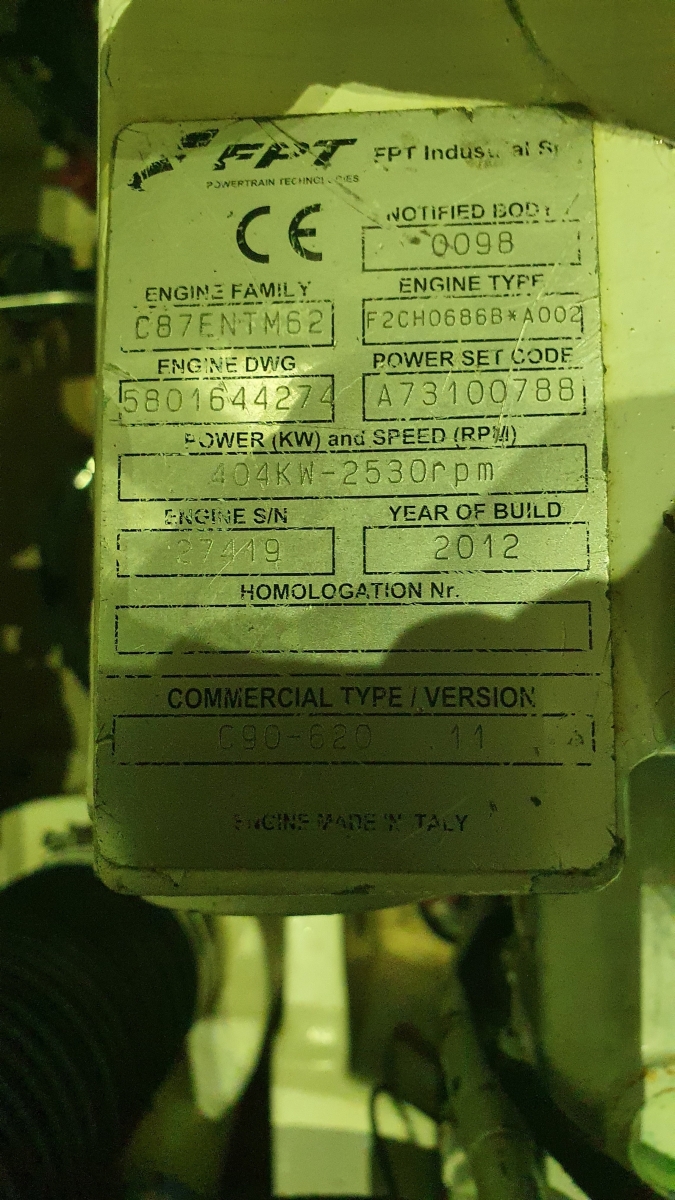 FPT FPT Industrial
POWERTRAIN TECHNOLOGIES
CE
NOTIFIED BODY
0098
ENGINE FAMILY ENGINE TYPE
C87ENTM62 F2CH0686B*A002
ENGINE DWG POWER SET CODE
5801644274 A73100788
POWER (KW) and SPEED (RPM)
404KW-2530rpm
ENGINE S/N YEAR OF BUILD
27419 2012
HOMOLOGATION Nr.
COMMERCIAL TYPE / VERSION
C90-620 11
ENGINE MADE IN ITALY